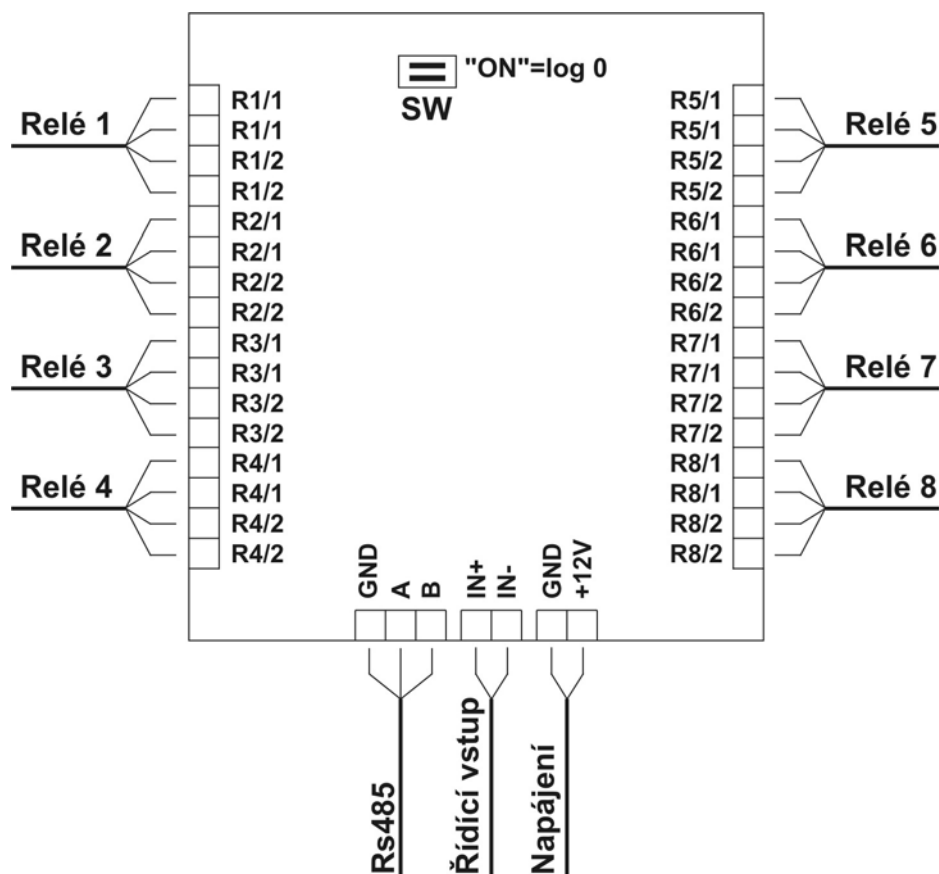 "ON"=log 0
SW
Relé 1
R1/1
R1/1
R1/2
R1/2
Relé 2
R2/1
R2/1
R2/2
R2/2
Relé 3
R3/1
R3/1
R3/2
R3/2
Relé 4
R4/1
R4/1
R4/2
R4/2
R5/1
R5/1
R5/2
R5/2
Relé 5
R6/1
R6/1
R6/2
R6/2
Relé 6
R7/1
R7/1
R7/2
R7/2
Relé 7
R8/1
R8/1
R8/2
R8/2
Relé 8
GND
A
B
IN+
IN-
GND
+12V
Rs485
Řídící vstup
Napájení